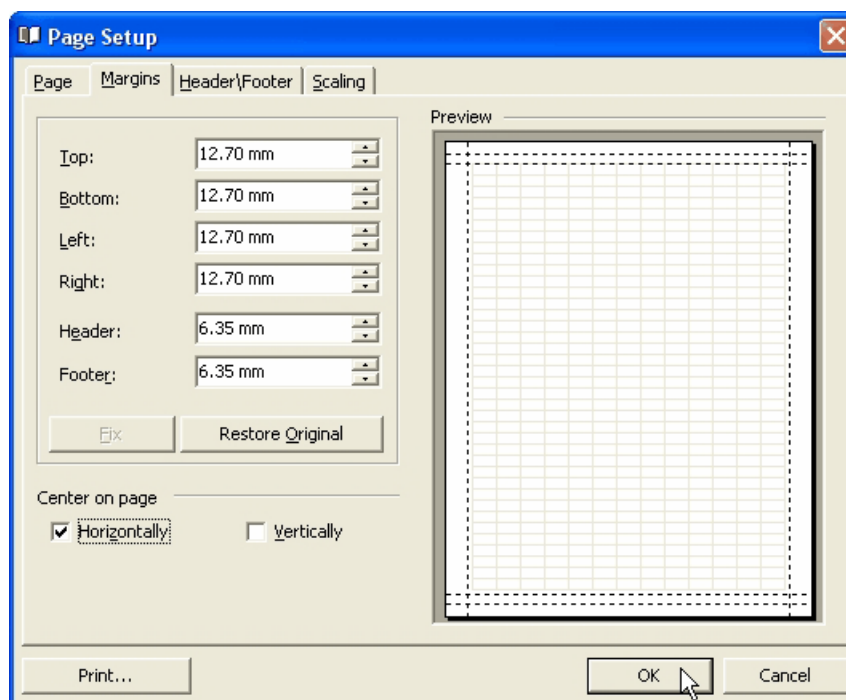 Page Setup
Page Margins Header\Footer Scaling
Top: 12.70 mm
Bottom: 12.70 mm
Left: 12.70 mm
Right: 12.70 mm
Header: 6.35 mm
Footer: 6.35 mm
Fix Restore Original
Center on page
Horizontally Vertically
Preview
Print... OK Cancel